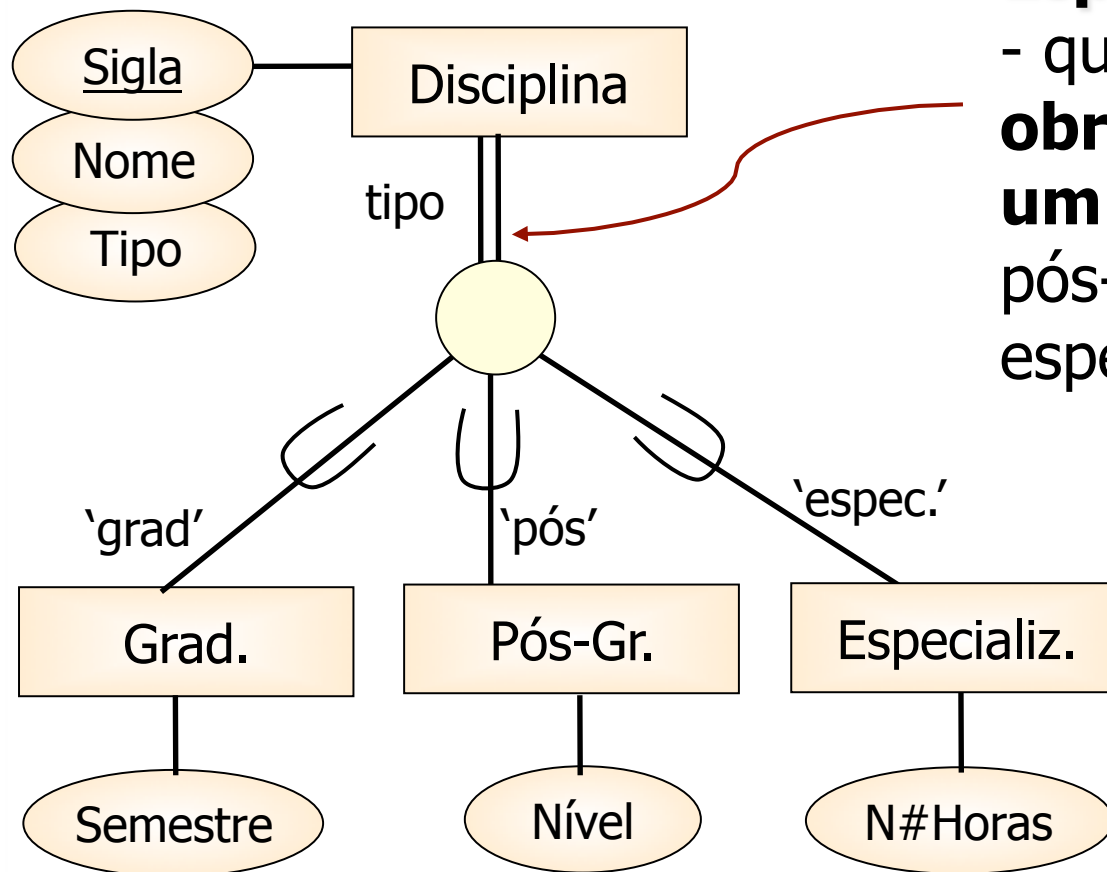 Sigla
Disciplina
Nome
Tipo
tipo
- qu
obr
um
pós-
espe
'grad'
'pós'
'espec.'
Grad.
Pós-Gr.
Especializ.
Semestre
Nível
N#Horas